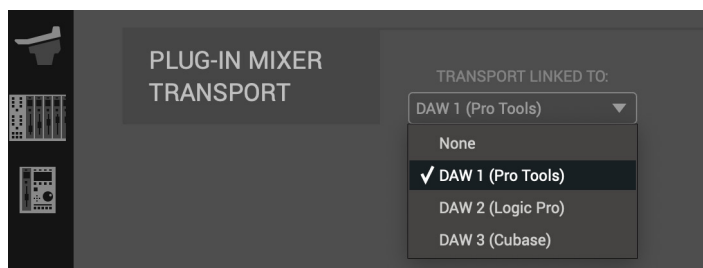 PLUG-IN MIXER
TRANSPORT
TRANSPORT LINKED TO:
DAW 1 (Pro Tools)
None
DAW 1 (Pro Tools)
DAW 2 (Logic Pro)
DAW 3 (Cubase)